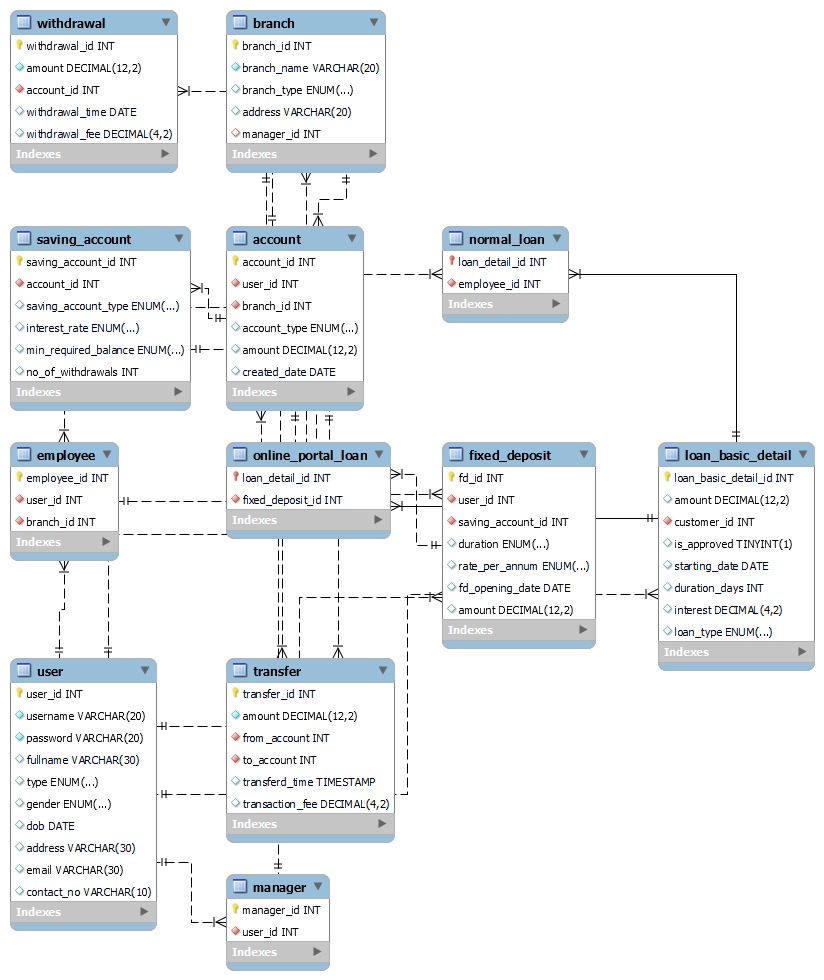 withdrawal
withdrawal_id INT
amount DECIMAL(12,2)
account_id INT
withdrawal_time DATE
withdrawal_fee DECIMAL(4,2)
Indexes
branch
branch_id INT
branch_name VARCHAR(20)
branch_type ENUM(...)
address VARCHAR(20)
manager_id INT
Indexes
saving_account
saving_account_id INT
account_id INT
saving_account_type ENUM(...)
interest_rate ENUM(...)
min_required_balance ENUM(...)
no_of_withdrawals INT
Indexes
account
account_id INT
user_id INT
branch_id INT
account_type ENUM(...)
amount DECIMAL(12,2)
created_date DATE
Indexes
normal_loan
loan_detail_id INT
employee_id INT
Indexes
employee
employee_id INT
user_id INT
branch_id INT
Indexes
online_portal_loan
loan_detail_id INT
fixed_deposit_id INT
Indexes
fixed_deposit
fd_id INT
user_id INT
saving_account_id INT
duration ENUM(...)
rate_per_annum ENUM(...)
fd_opening_date DATE
amount DECIMAL(12,2)
Indexes
loan_basic_detail
loan_basic_detail_id INT
amount DECIMAL(12,2)
customer_id INT
is_approved TINYINT(1)
starting_date DATE
duration_days INT
interest DECIMAL(4,2)
loan_type ENUM(...)
Indexes
user
user_id INT
username VARCHAR(20)
password VARCHAR(20)
fullname VARCHAR(30)
type ENUM(...)
gender ENUM(...)
dob DATE
address VARCHAR(30)
email VARCHAR(30)
contact_no VARCHAR(10)
Indexes
transfer
transfer_id INT
amount DECIMAL(12,2)
from_account INT
to_account INT
transferd_time TIMESTAMP
transaction_fee DECIMAL(4,2)
Indexes
manager
manager_id INT
user_id INT
Indexes